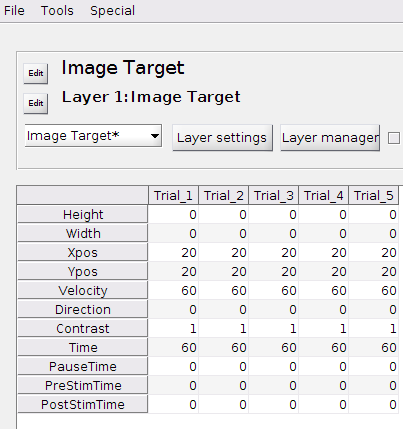 File Tools Special
Edit Image Target
Edit Layer 1:Image Target
Image Target* Layer settings Layer manager
Trial_1 Trial_2 Trial_3 Trial_4 Trial_5
Height 0 0 0 0 0
Width 0 0 0 0 0
Xpos 20 20 20 20 20
Ypos 20 20 20 20 20
Velocity 60 60 60 60 60
Direction 0 0 0 0 0
Contrast 1 1 1 1 1
Time 60 60 60 60 60
PauseTime 0 0 0 0 0
PreStimTime 0 0 0 0 0
PostStimTime 0 0 0 0 0